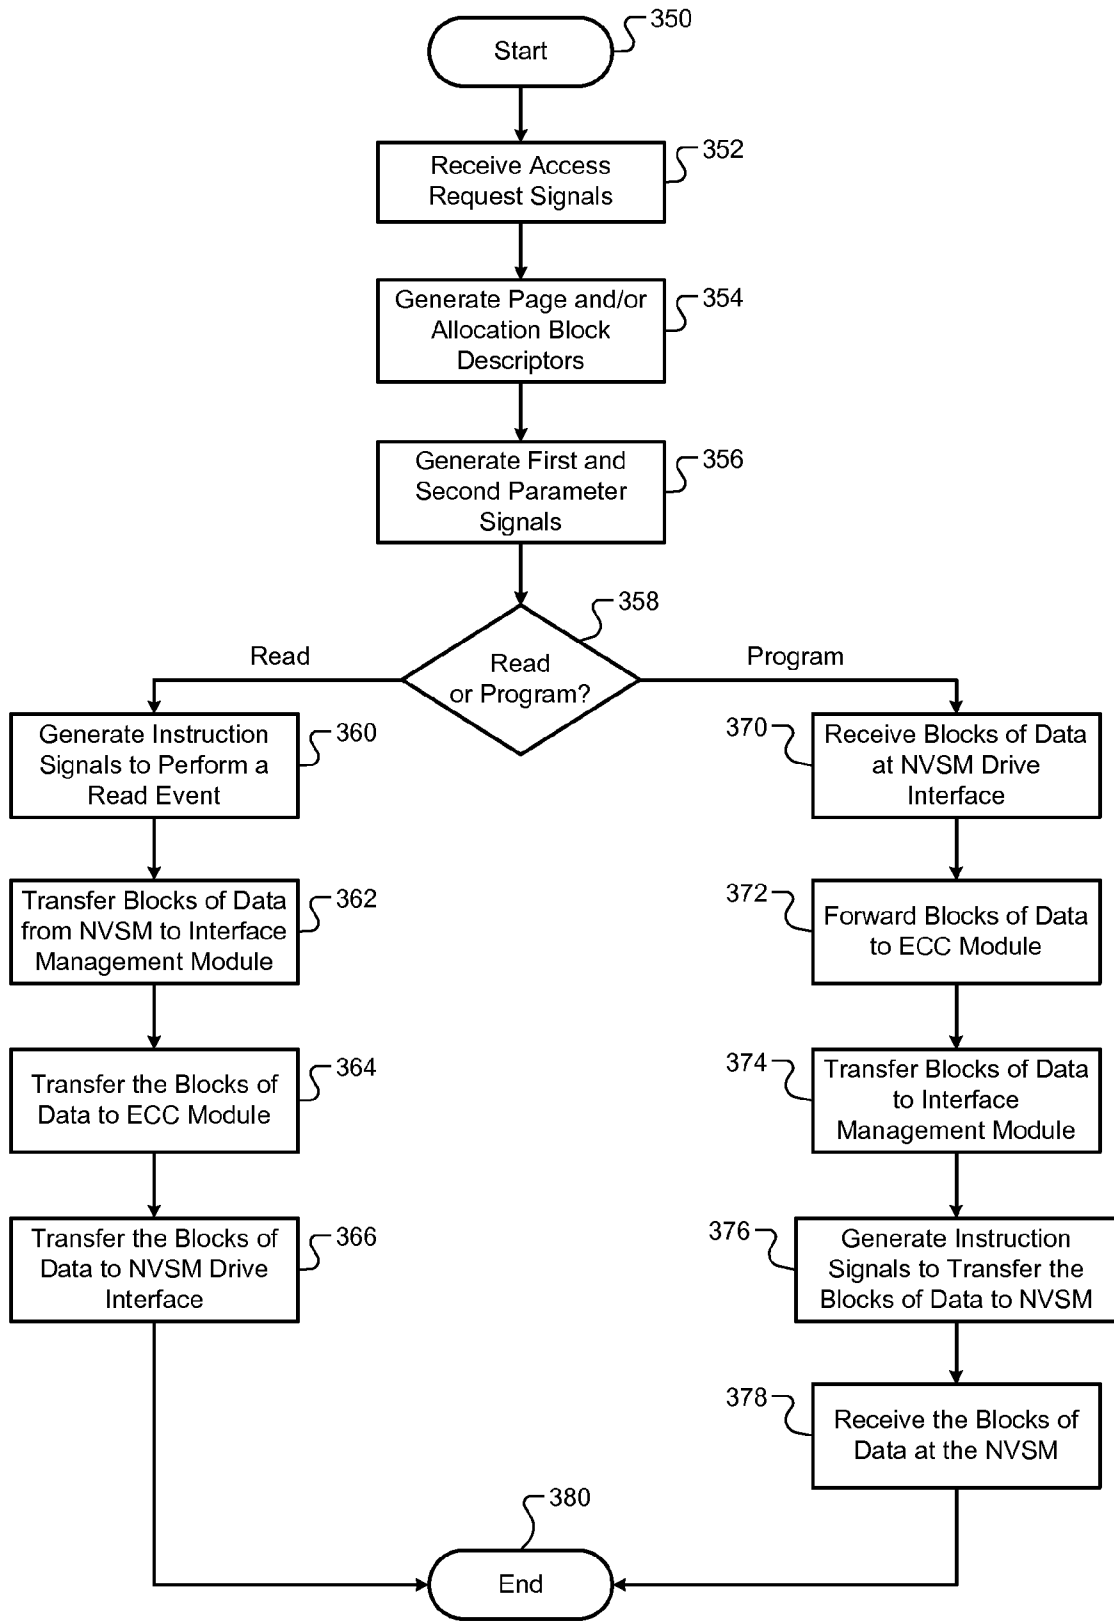 350
Start
352
Receive Access
Request Signals
354
Generate Page and/or
Allocation Block
Descriptors
356
Generate First and
Second Parameter
Signals
358
Read
or Program?
Read
Program
360
Generate Instruction
Signals to Perform a
Read Event
362
Transfer Blocks of Data
from NVSM to Interface
Management Module
364
Transfer the Blocks of
Data to ECC Module
366
Transfer the Blocks of
Data to NVSM Drive
Interface
370
Receive Blocks of Data
at NVSM Drive
Interface
372
Forward Blocks of Data
to ECC Module
374
Transfer Blocks of Data
to Interface
Management Module
376
Generate Instruction
Signals to Transfer the
Blocks of Data to NVSM
378
Receive the Blocks of
Data at the NVSM
380
End